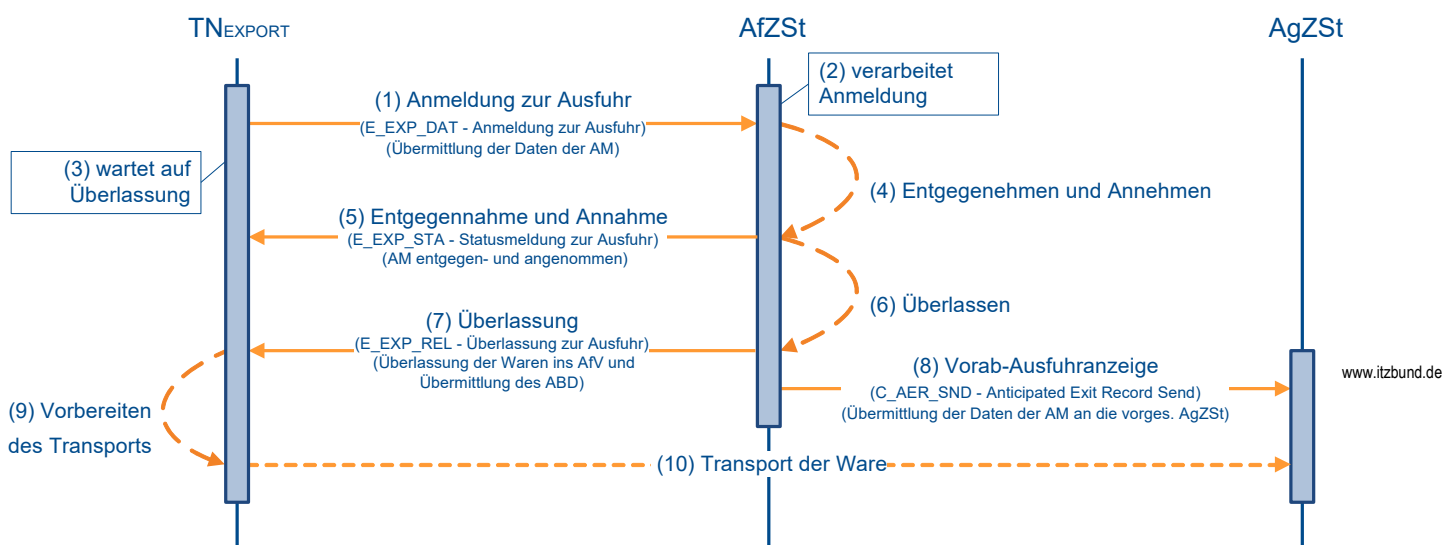 TNEXPORT
AfZSt
AgZSt
(2) verarbeitet
Anmeldung
(1) Anmeldung zur Ausfuhr
(E_EXP_DAT - Anmeldung zur Ausfuhr)
(Übermittlung der Daten der AM)
(3) wartet auf
Überlassung
(4) Entgegenehmen und Annehmen
(5) Entgegennahme und Annahme
(E_EXP_STA - Statusmeldung zur Ausfuhr)
(AM entgegen- und angenommen)
(6) Überlassen
(7) Überlassung
(E_EXP_REL - Überlassung zur Ausfuhr)
(Überlassung der Waren ins AfV und
Übermittlung des ABD)
(8) Vorab-Ausfuhranzeige
(C_AER_SND - Anticipated Exit Record Send)
(Übermittlung der Daten der AM an die vorges. AgZSt)
www.itzbund.de
(9) Vorbereiten
des Transports
(10) Transport der Ware